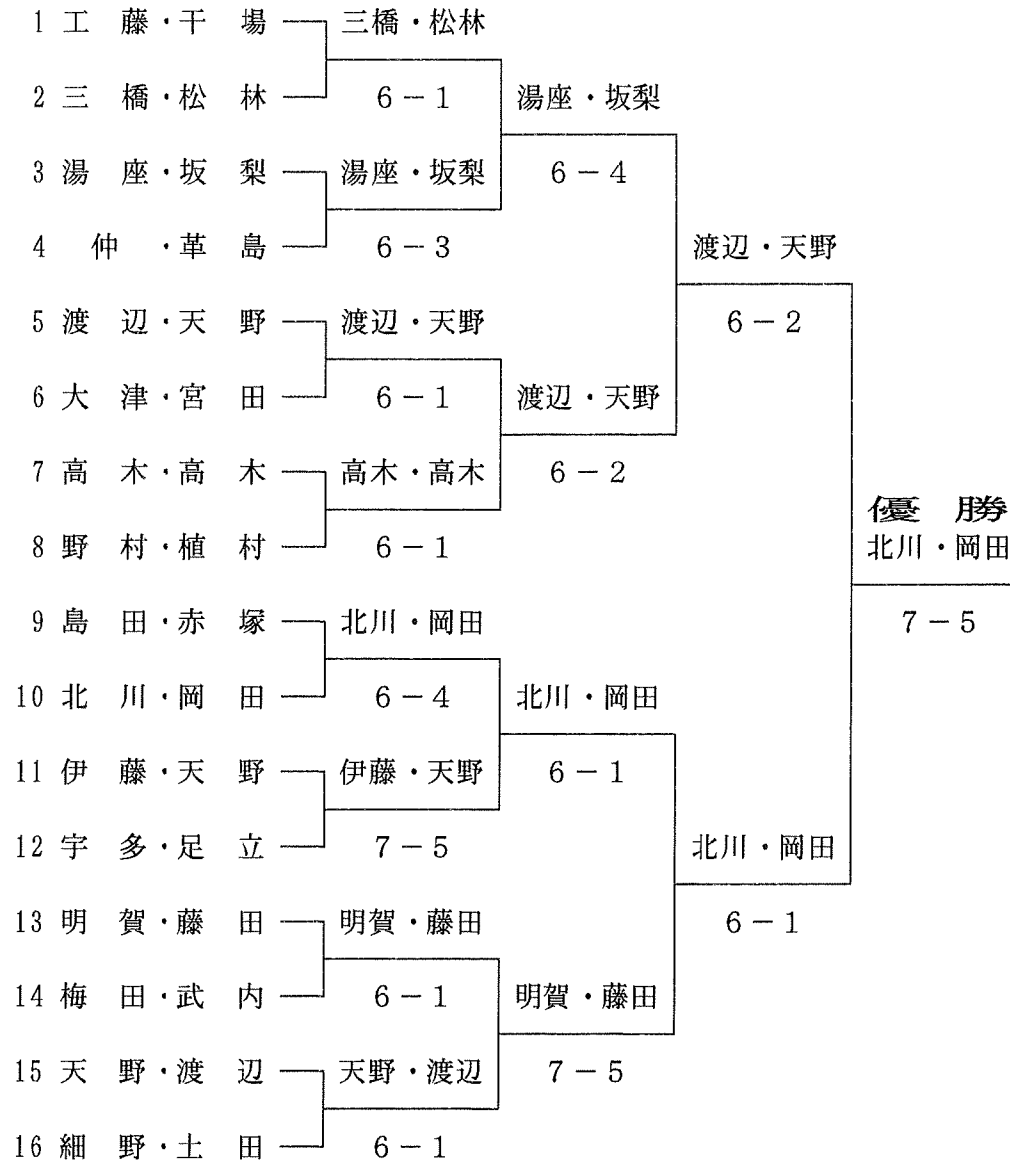 1 工藤・干場 三橋・松林
2 三橋・松林 6－1 湯座・坂梨
3 湯座・坂梨 湯座・坂梨 6－4
4 仲・革島 6－3 渡辺・天野
5 渡辺・天野 渡辺・天野 6－2
6 大津・宮田 6－1 渡辺・天野
7 高木・高木 高木・高木 6－2
優勝
8 野村・植村 6－1 北川・岡田
9 島田・赤塚 北川・岡田 7－5
10 北川・岡田 6－4 北川・岡田
11 伊藤・天野 伊藤・天野 6－1
12 宇多・足立 7－5 北川・岡田
13 明賀・藤田 明賀・藤田 6－1
14 梅田・武内 6－1 明賀・藤田
15 天野・渡辺 天野・渡辺 7－5
16 細野・土田 6－1